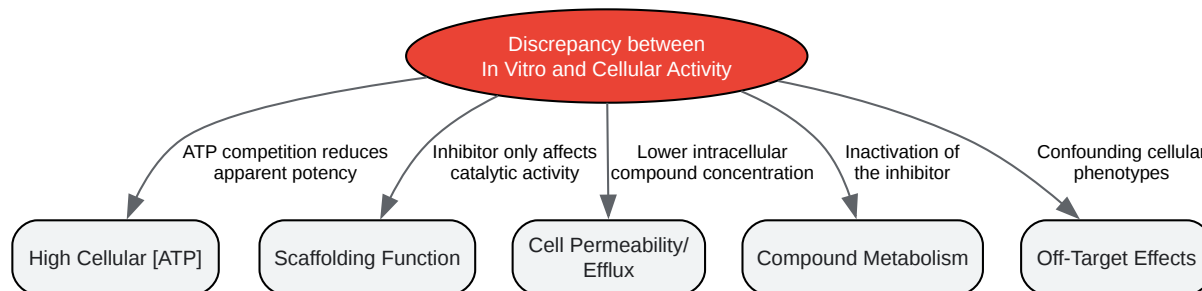 Discrepancy between
In Vitro and Cellular Activity
ATP competition reduces
apparent potency
Inhibitor only affects
catalytic activity
Lower intracellular
compound concentration
Inactivation of
the inhibitor
Confounding cellular
phenotypes
High Cellular [ATP]
Scaffolding Function
Cell Permeability/
Efflux
Compound Metabolism
Off-Target Effects